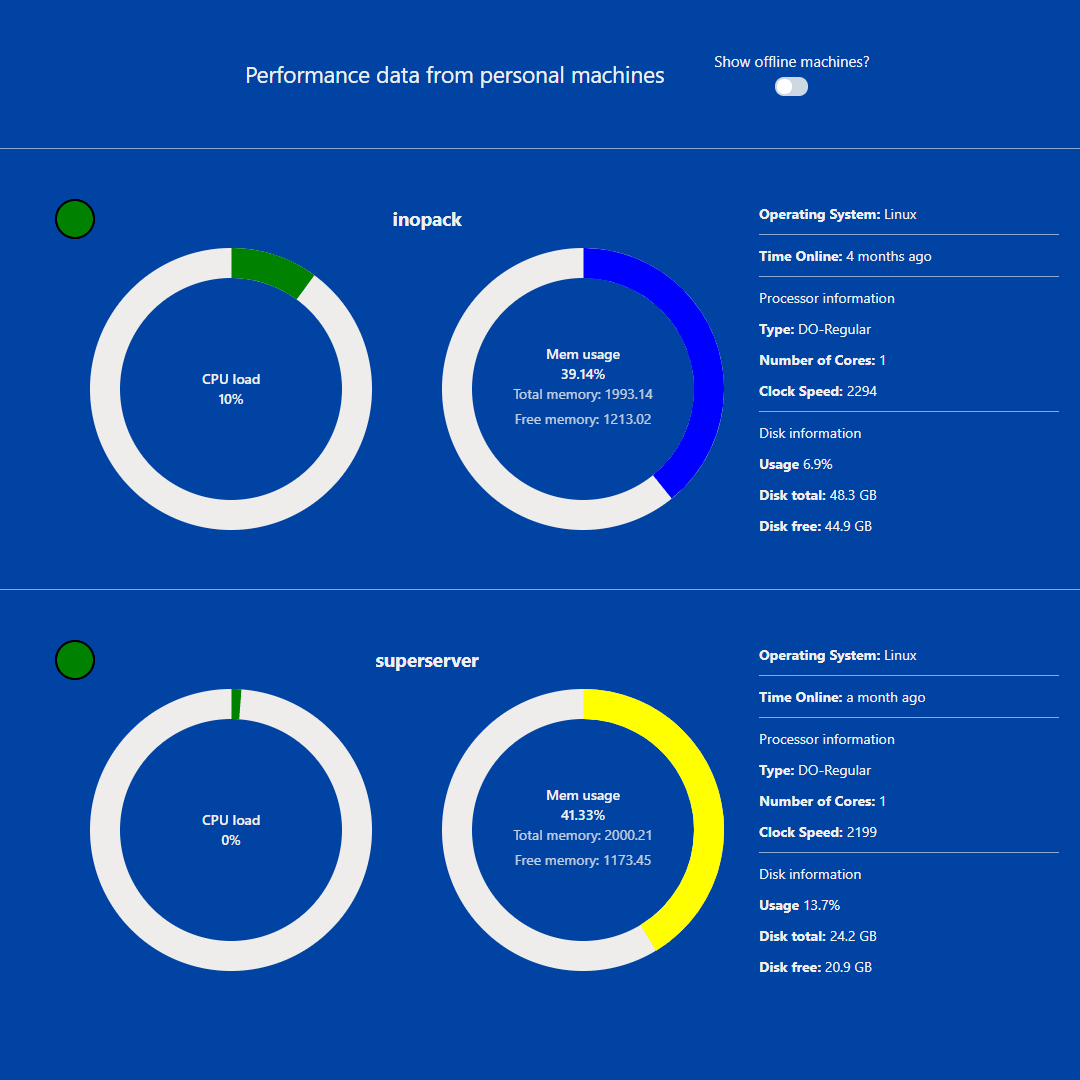 Performance data from personal machines
Show offline machines?
inopack
CPU load
10%
Mem usage
39.14%
Total memory: 1993.14
Free memory: 1213.02
Operating System: Linux
Time Online: 4 months ago
Processor information
Type: DO-Regular
Number of Cores: 1
Clock Speed: 2294
Disk information
Usage 6.9%
Disk total: 48.3 GB
Disk free: 44.9 GB
superserver
CPU load
0%
Mem usage
41.33%
Total memory: 2000.21
Free memory: 1173.45
Operating System: Linux
Time Online: a month ago
Processor information
Type: DO-Regular
Number of Cores: 1
Clock Speed: 2199
Disk information
Usage 13.7%
Disk total: 24.2 GB
Disk free: 20.9 GB